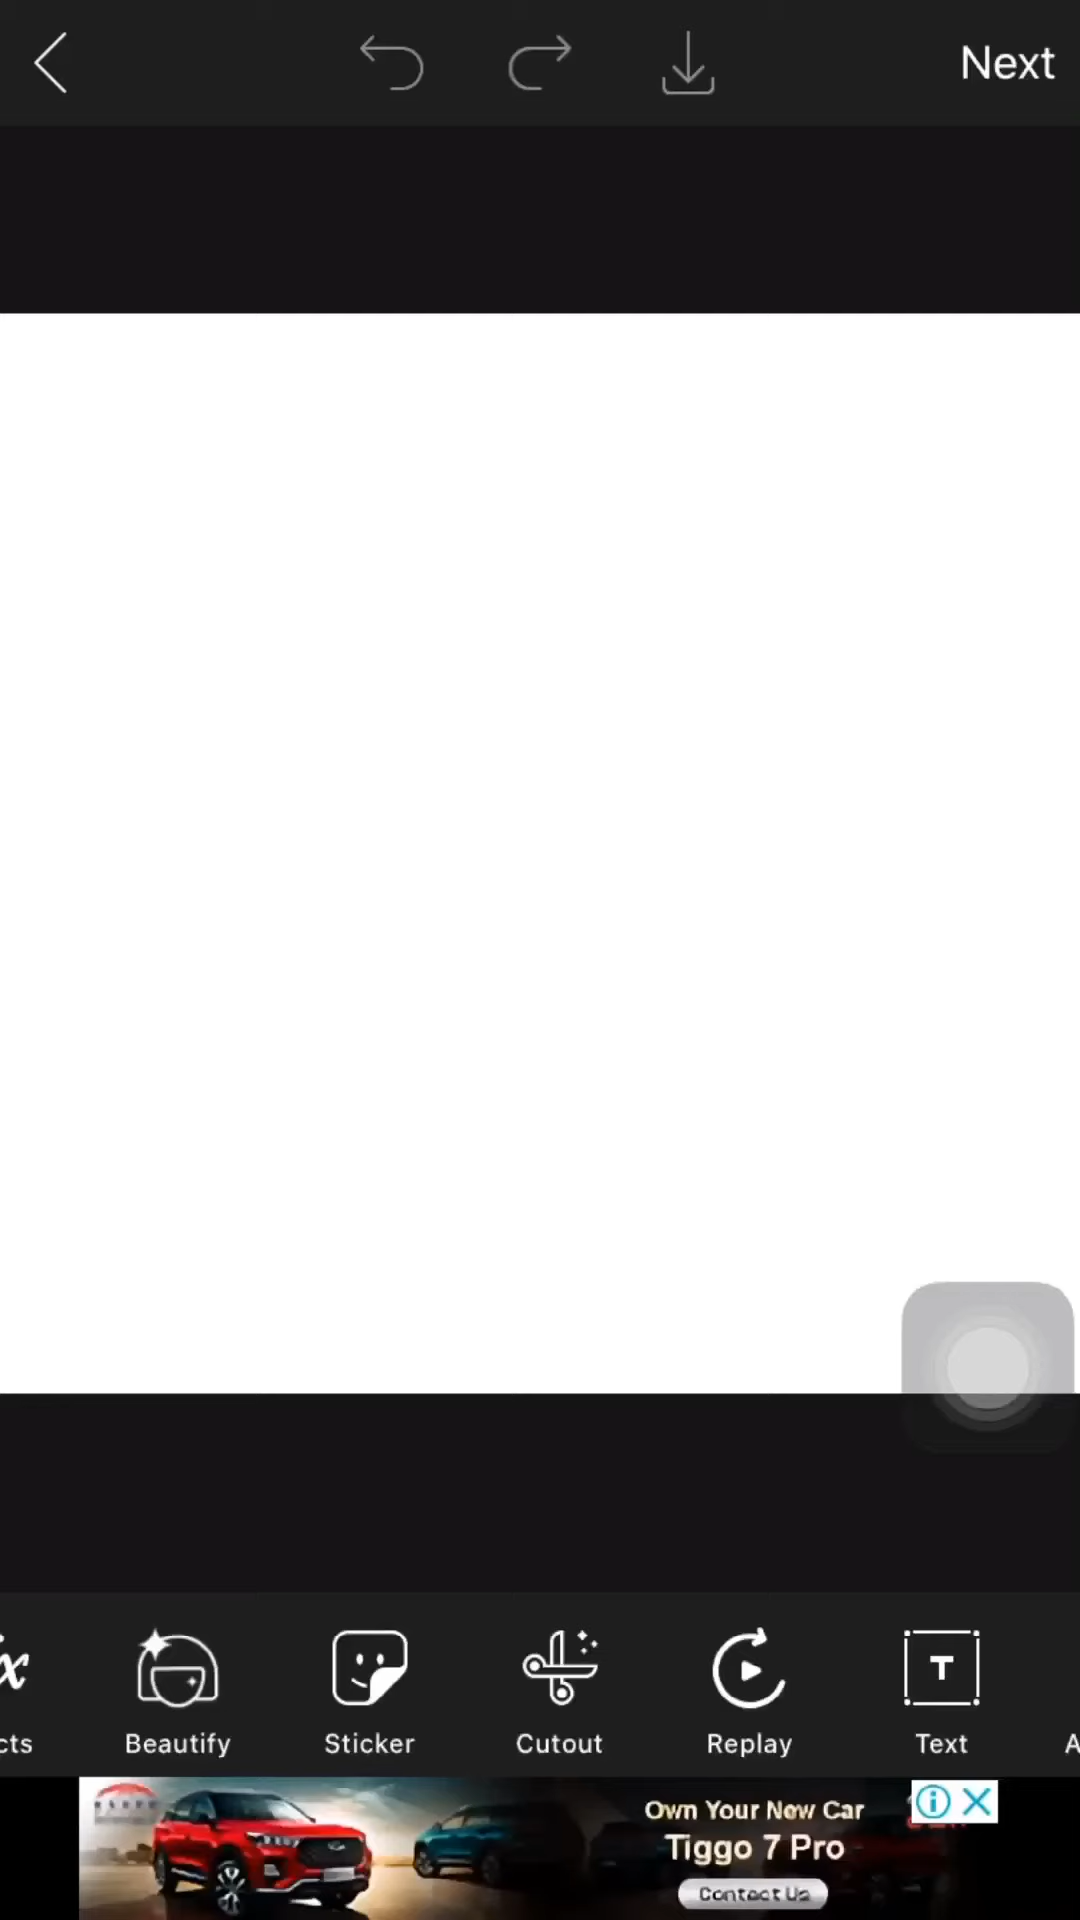 Next
x
cts
Beautify
Sticker
Cutout
Replay
T
Text
A
Own Your New Car
Tiggo 7 Pro
Contact Us